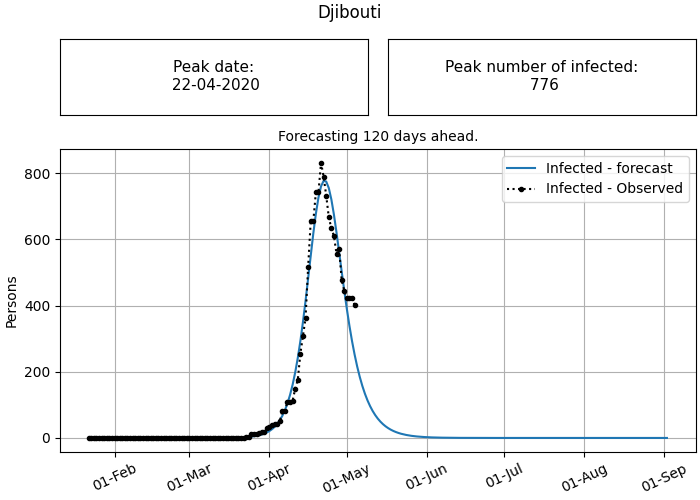 Djibouti
Peak date:
22-04-2020
Peak number of infected:
776
Forecasting 120 days ahead.
Infected - forecast
Infected - Observed
Persons
800
600
400
200
0
01-Feb
01-Mar
01-Apr
01-May
01-Jun
01-Jul
01-Aug
01-Sep